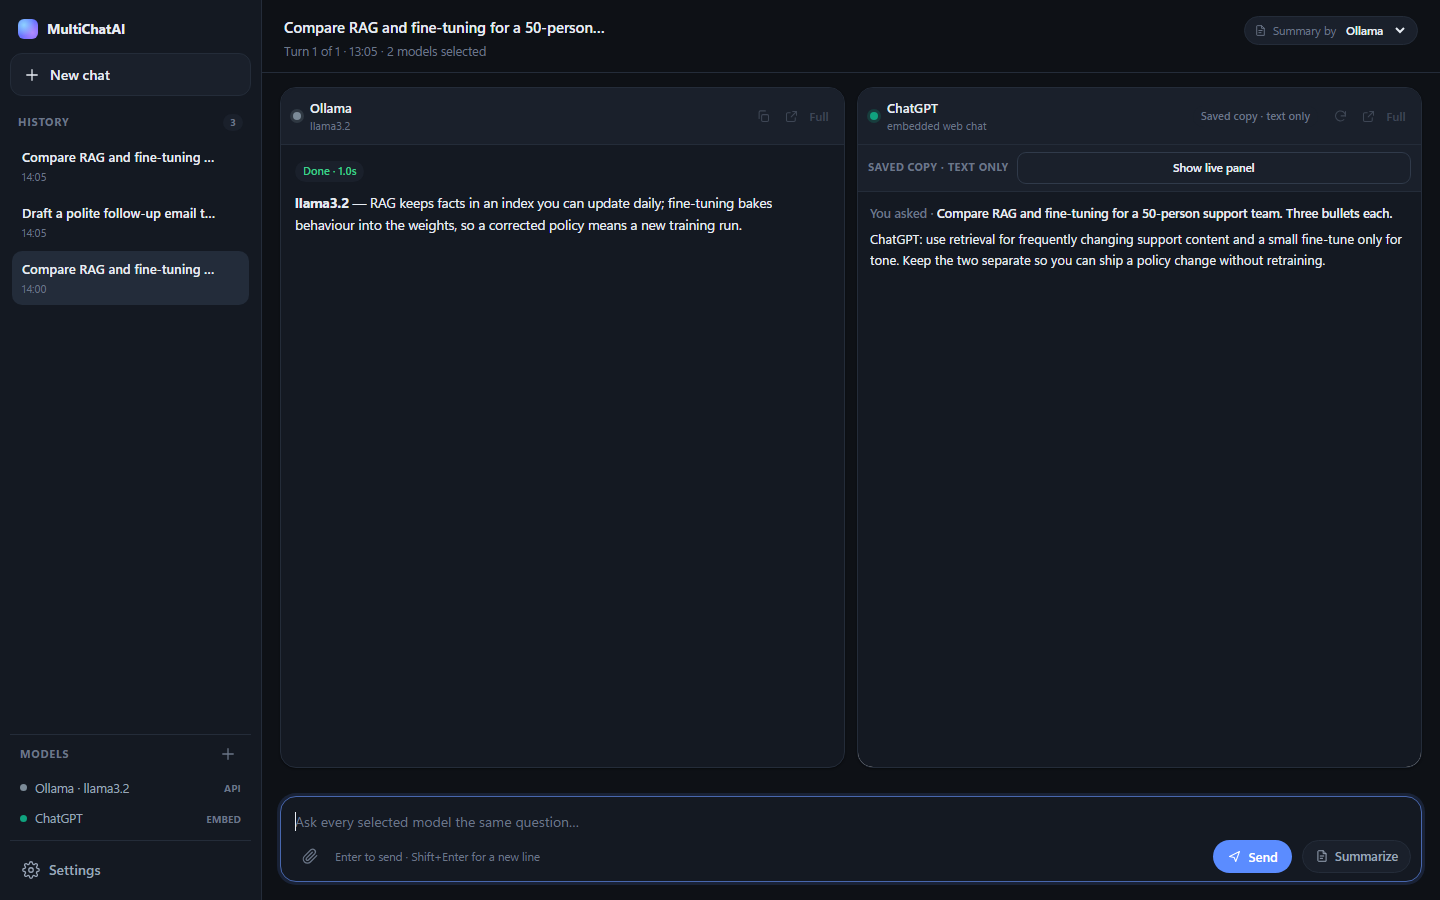 MultiChatAI
New chat
HISTORY
3
Compare RAG and fine-tuning ...
14:05
Draft a polite follow-up email t...
14:05
Compare RAG and fine-tuning ...
14:00
MODELS
Ollama · llama3.2
API
ChatGPT
EMBED
Settings
Compare RAG and fine-tuning for a 50-person...
Turn 1 of 1 · 13:05 · 2 models selected
Summary by Ollama
Ollama
llama3.2
Full
Done · 1.0s
llama3.2 — RAG keeps facts in an index you can update daily; fine-tuning bakes
behaviour into the weights, so a corrected policy means a new training run.
ChatGPT
embedded web chat
Saved copy · text only
Full
SAVED COPY · TEXT ONLY
Show live panel
You asked · Compare RAG and fine-tuning for a 50-person support team. Three bullets each.
ChatGPT: use retrieval for frequently changing support content and a small fine-tune only for
tone. Keep the two separate so you can ship a policy change without retraining.
Ask every selected model the same question...
Enter to send · Shift+Enter for a new line
Send
Summarize